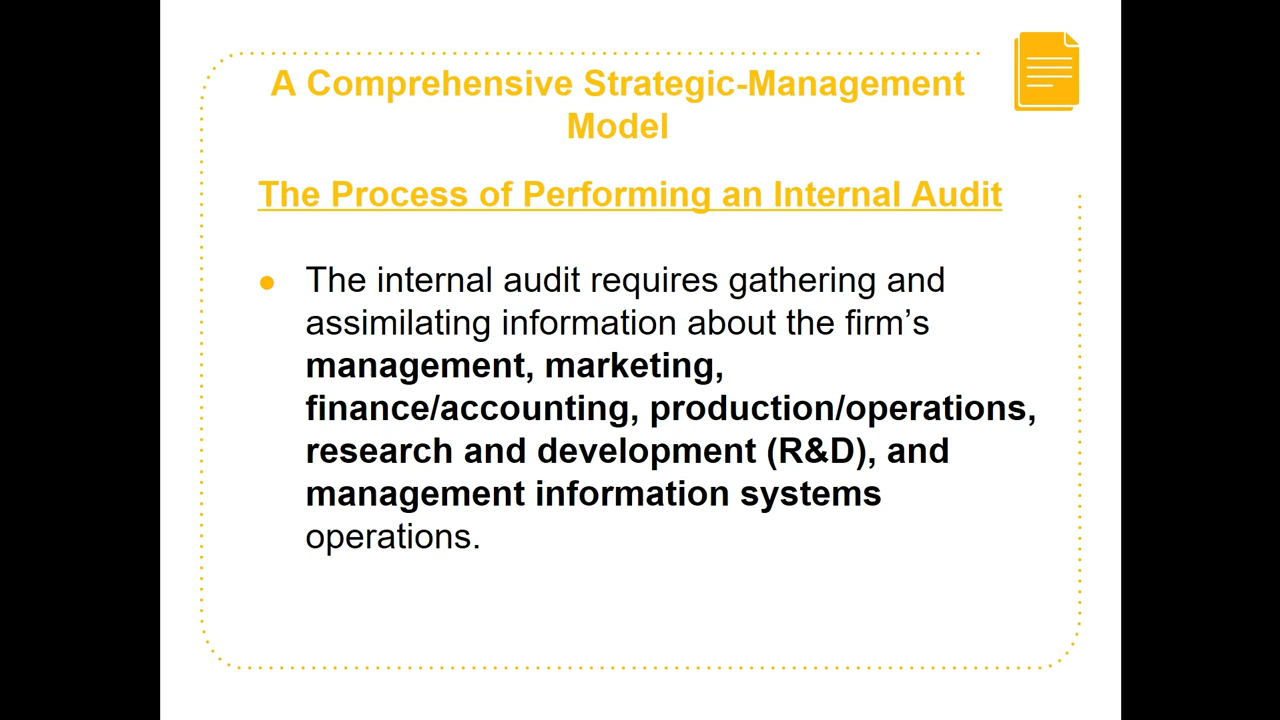 A Comprehensive Strategic-Management
Model
The Process of Performing an Internal Audit
● The internal audit requires gathering and
assimilating information about the firm’s
management, marketing,
finance/accounting, production/operations,
research and development (R&D), and
management information systems
operations.